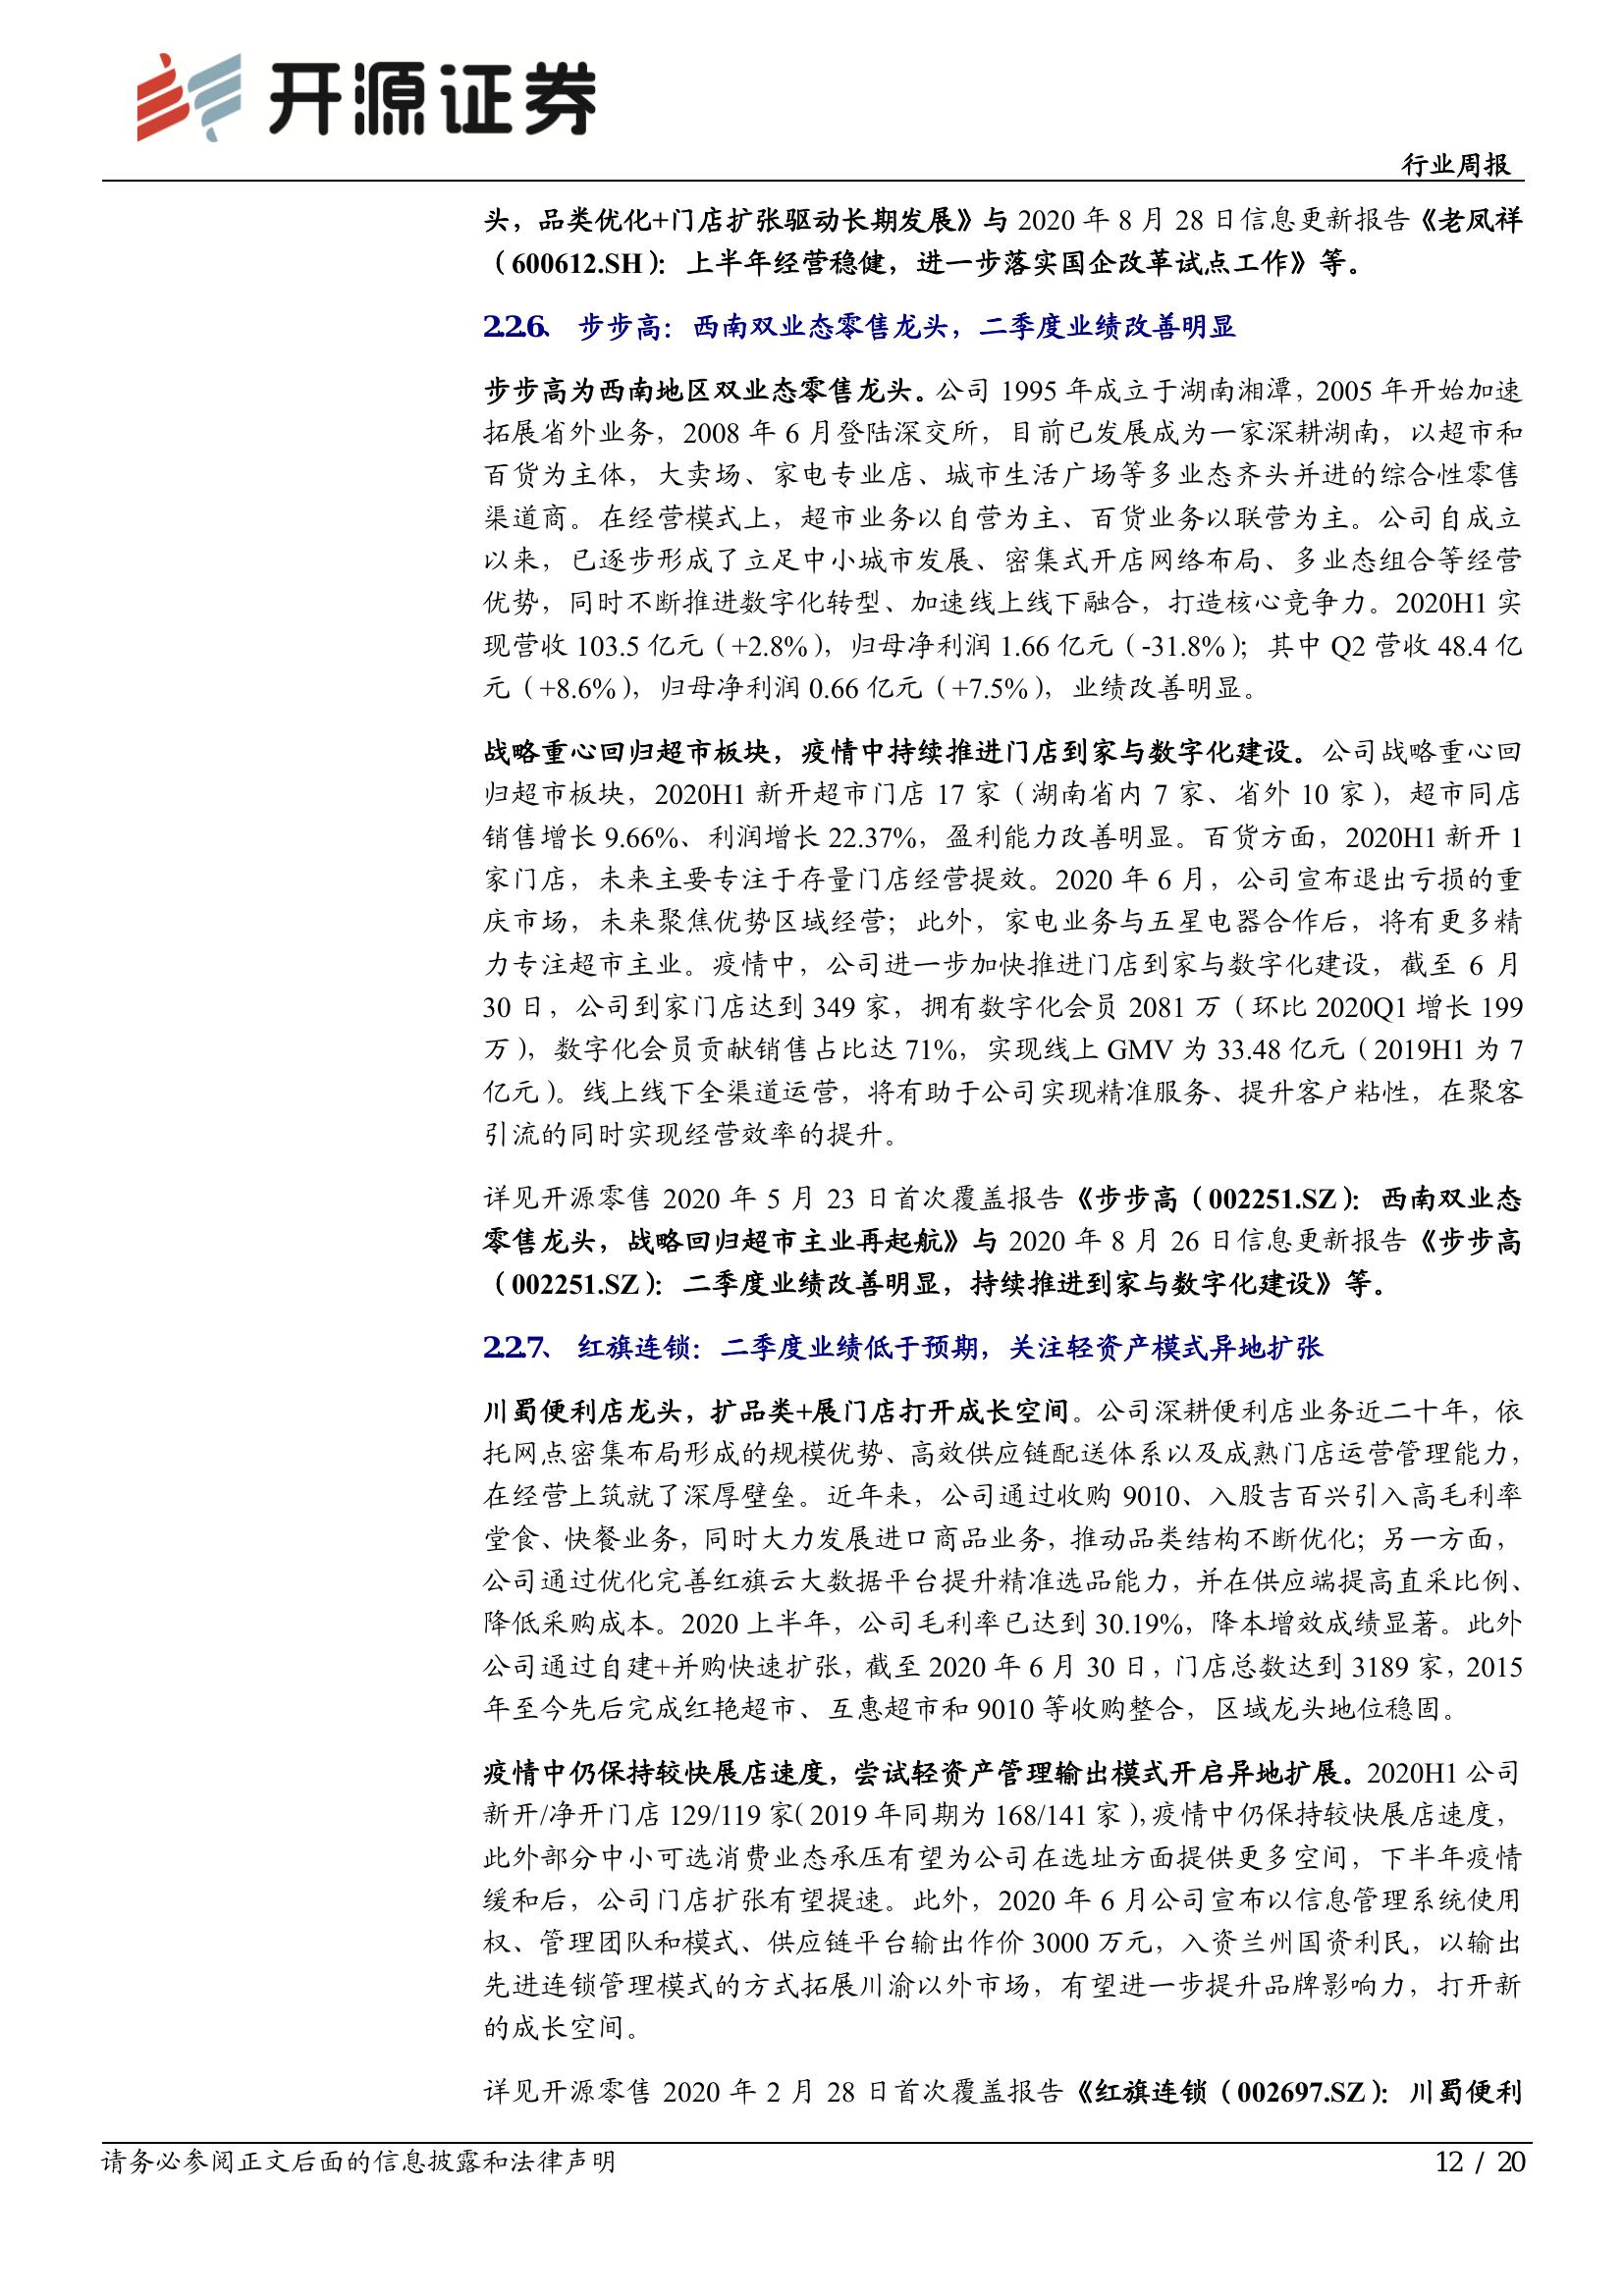 开源证券
行业周报
头，品类优化+门店扩张驱动长期发展》与 2020 年 8 月 28 日信息更新报告《老凤祥
（600612.SH）：上半年经营稳健，进一步落实国企改革试点工作》等。
2.2.6、 步步高：西南双业态零售龙头，二季度业绩改善明显
步步高为西南地区双业态零售龙头。公司 1995 年成立于湖南湘潭，2005 年开始加速
拓展省外业务，2008 年 6 月登陆深交所，目前已发展成为一家深耕湖南，以超市和
百货为主体，大卖场、家电专业店、城市生活广场等多业态齐头并进的综合性零售
渠道商。在经营模式上，超市业务以自营为主、百货业务以联营为主。公司自成立
以来，已逐步形成了立足中小城市发展、密集式开店网络布局、多业态组合等经营
优势，同时不断推进数字化转型、加速线上线下融合，打造核心竞争力。2020H1 实
现营收 103.5 亿元（+2.8%），归母净利润 1.66 亿元（-31.8%）；其中 Q2 营收 48.4 亿
元（+8.6%），归母净利润 0.66 亿元（+7.5%），业绩改善明显。
战略重心回归超市板块，疫情中持续推进门店到家与数字化建设。公司战略重心回
归超市板块，2020H1 新开超市门店 17 家（湖南省内 7 家、省外 10 家），超市同店
销售增长 9.66%、利润增长 22.37%，盈利能力改善明显。百货方面，2020H1 新开 1
家门店，未来主要专注于存量门店经营提效。2020 年 6 月，公司宣布退出亏损的重
庆市场，未来聚焦优势区域经营；此外，家电业务与五星电器合作后，将有更多精
力专注超市主业。疫情中，公司进一步加快推进门店到家与数字化建设，截至 6 月
30 日，公司到家门店达到 349 家，拥有数字化会员 2081 万（环比 2020Q1 增长 199
万），数字化会员贡献销售占比达 71%，实现线上 GMV 为 33.48 亿元（2019H1 为 7
亿元）。线上线下全渠道运营，将有助于公司实现精准服务、提升客户粘性，在聚客
引流的同时实现经营效率的提升。
详见开源零售 2020 年 5 月 23 日首次覆盖报告《步步高（002251.SZ）：西南双业态
零售龙头，战略回归超市主业再起航》与 2020 年 8 月 26 日信息更新报告《步步高
（002251.SZ）：二季度业绩改善明显，持续推进到家与数字化建设》等。
2.2.7、 红旗连锁：二季度业绩低于预期，关注轻资产模式异地扩张
川蜀便利店龙头，扩品类+展门店打开成长空间。公司深耕便利店业务近二十年，依
托网点密集布局形成的规模优势、高效供应链配送体系以及成熟门店运营管理能力，
在经营上筑就了深厚壁垒。近年来，公司通过收购 9010、入股吉百兴引入高毛利率
堂食、快餐业务，同时大力发展进口商品业务，推动品类结构不断优化；另一方面，
公司通过优化完善红旗云大数据平台提升精准选品能力，并在供应端提高直采比例、
降低采购成本。2020 上半年，公司毛利率已达到 30.19%，降本增效成绩显著。此外
公司通过自建+并购快速扩张，截至 2020 年 6 月 30 日，门店总数达到 3189 家，2015
年至今先后完成红艳超市、互惠超市和 9010 等收购整合，区域龙头地位稳固。
疫情中仍保持较快展店速度，尝试轻资产管理输出模式开启异地扩展。2020H1 公司
新开/净开门店 129/119 家（2019 年同期为 168/141 家），疫情中仍保持较快展店速度，
此外部分中小可选消费业态承压有望为公司在选址方面提供更多空间，下半年疫情
缓和后，公司门店扩张有望提速。此外，2020 年 6 月公司宣布以信息管理系统使用
权、管理团队和模式、供应链平台输出作价 3000 万元，入资兰州国资利民，以输出
先进连锁管理模式的方式拓展川渝以外市场，有望进一步提升品牌影响力，打开新
的成长空间。
详见开源零售 2020 年 2 月 28 日首次覆盖报告《红旗连锁（002697.SZ）：川蜀便利
请务必参阅正文后面的信息披露和法律声明
12 / 20